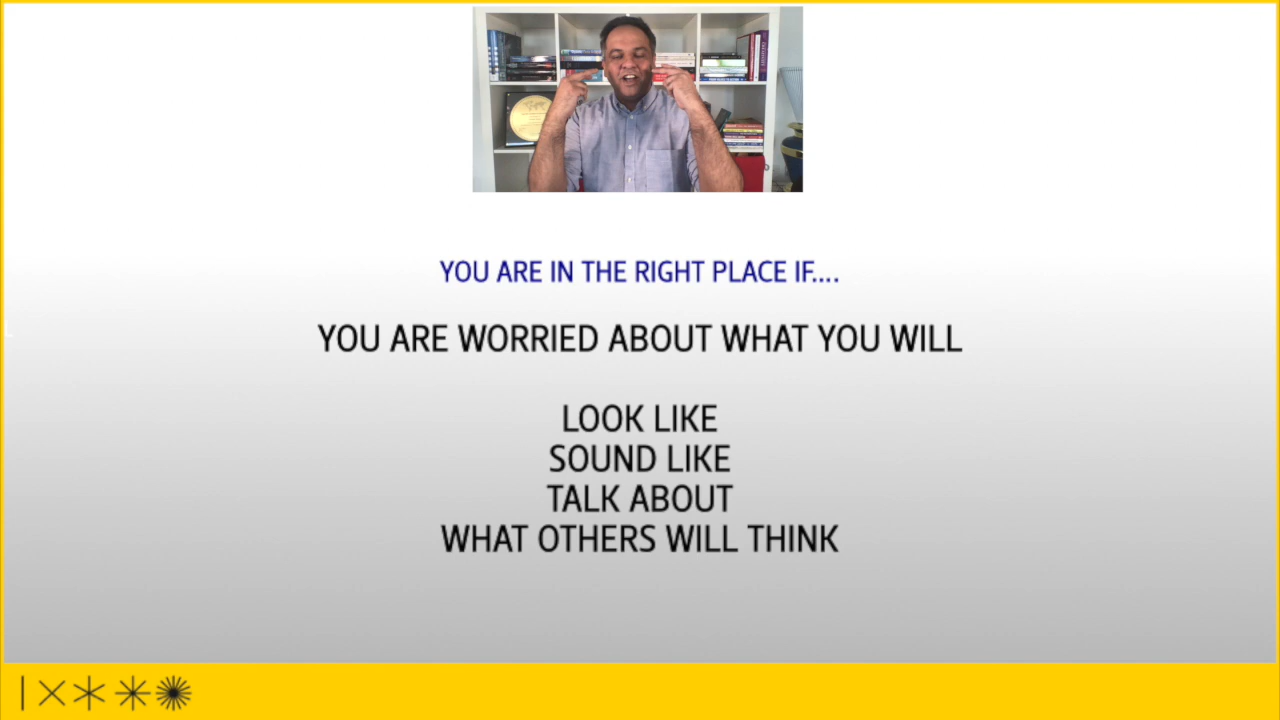 YOU ARE IN THE RIGHT PLACE IF....
YOU ARE WORRIED ABOUT WHAT YOU WILL
LOOK LIKE
SOUND LIKE
TALK ABOUT
WHAT OTHERS WILL THINK